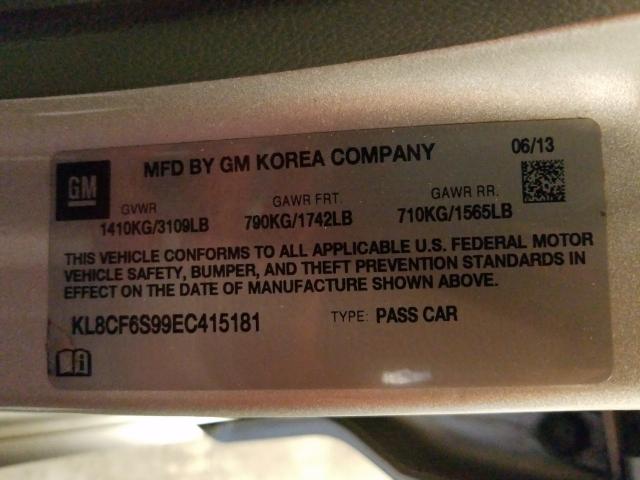 GM
MFD BY GM KOREA COMPANY
06/13
GVWR
1410KG/3109LB
GAWR FRT.
790KG/1742LB
GAWR RR.
710KG/1565LB
THIS VEHICLE CONFORMS TO ALL APPLICABLE U.S. FEDERAL MOTOR
VEHICLE SAFETY, BUMPER, AND THEFT PREVENTION STANDARDS IN
EFFECT ON THE DATE OF MANUFACTURE SHOWN ABOVE.
KL8CF6S99EC415181
TYPE: PASS CAR